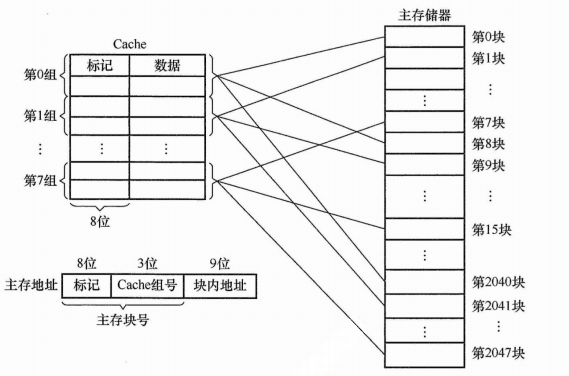 Cache
标记 数据
第0组
第1组
⋮ ⋮ ⋮
第7组
8位
8位 3位 9位
主存地址 标记 Cache组号 块内地址
主存块号
主存储器
第0块
第1块
⋮ ⋮
第7块
第8块
第9块
⋮ ⋮
第15块
⋮
第2040块
第2041块
⋮ ⋮
第2047块